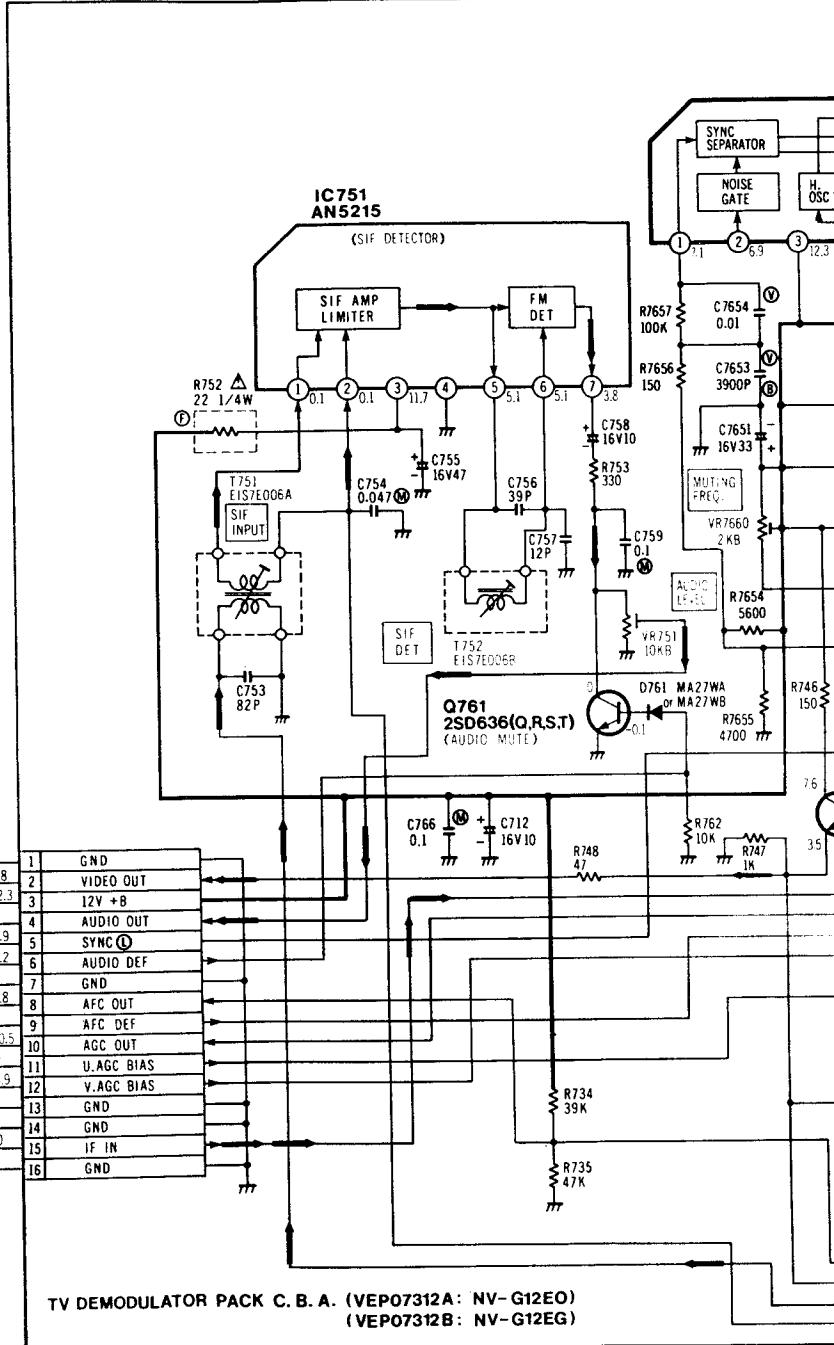 SYNC
SEPARATOR
NOISE
GATE
H.
OSC
1
7.1
2
6.9
3
12.3
IC751
AN5215
(SIF DETECTOR)
SIF AMP
LIMITER
FM
DET
1
0.1
2
0.1
3
11.7
4
5
5.1
6
5.1
7
3.8
R7657
100K
C7654
0.01
V
R7656
150
C7653
3900P
V
B
C7651
16V33
-
+
R752 ⚠
22 1/4W
F
T751
EIS7E006A
SIF
INPUT
C754
0.047 M
+
-
C755
16V47
C756
39P
C757
12P
+
-
C758
16V10
R753
330
C759
0.1
M
MUTING
FREQ.
VR7660
2KB
AUDIO
LEVEL
VR751
10KB
R7654
5600
SIF
DET
T752
EIS7E006B
C753
82P
Q761
2SD636(Q,R,S,T)
(AUDIO MUTE)
0
-0.1
D761 MA27WA
or MA27WB
R7655
4700
R746
150
7.6
3.5
C766
0.1
M
+
-
C712
16V10
R762
10K
R748
47
R747
1K
1 GND
2 VIDEO OUT
3 12V +B
4 AUDIO OUT
5 SYNC L
6 AUDIO DEF
7 GND
8 AFC OUT
9 AFC DEF
10 AGC OUT
11 U.AGC BIAS
12 V.AGC BIAS
13 GND
14 GND
15 IF IN
16 GND
R734
39K
R735
47K
TV DEMODULATOR PACK C. B. A. (VEP07312A: NV-G12EO)
(VEP07312B: NV-G12EG)